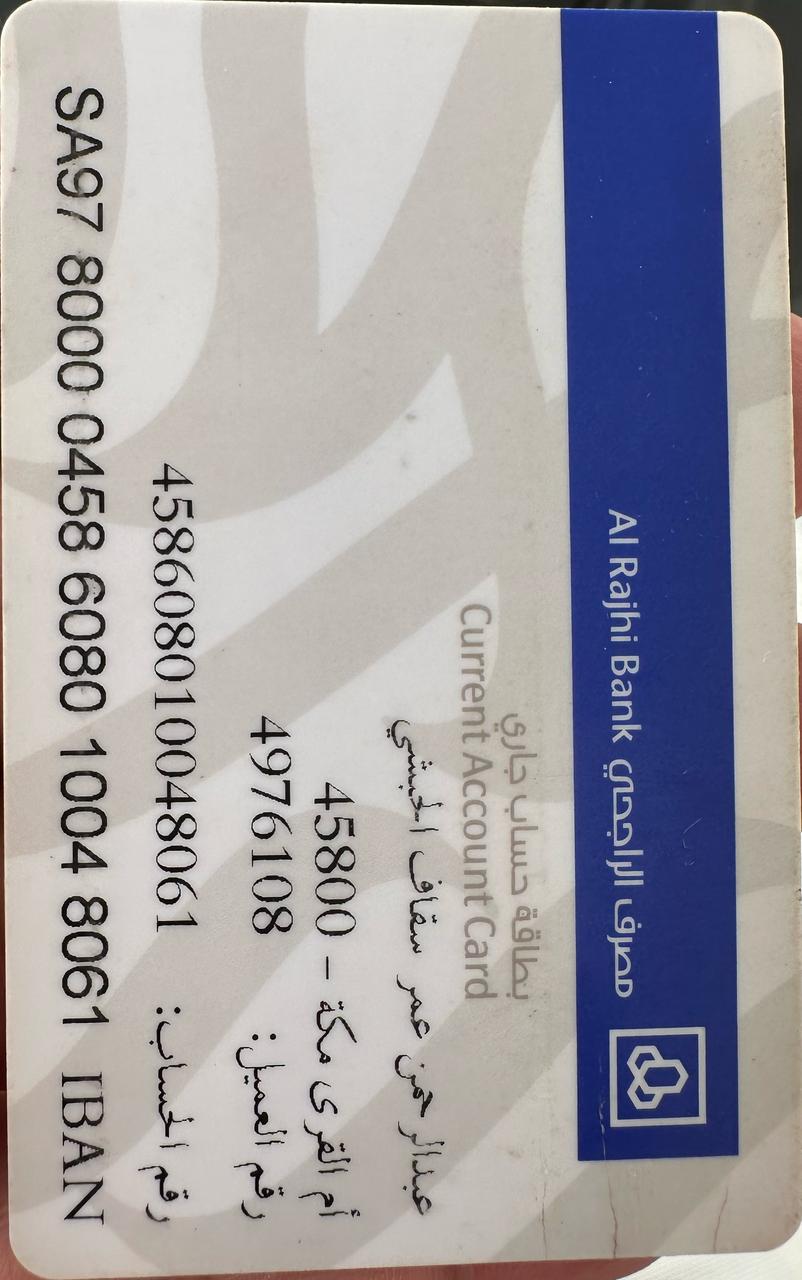 Al Rajhi Bank مصرف الراجحي
بطاقة حساب جاري
Current Account Card
عبدالرحمن عمر سقاف الحبشي
أم القرى مكة - 45800
رقم العميل: 4976108
رقم الحساب: 458608010048061
SA97 8000 0458 6080 1004 8061 IBAN